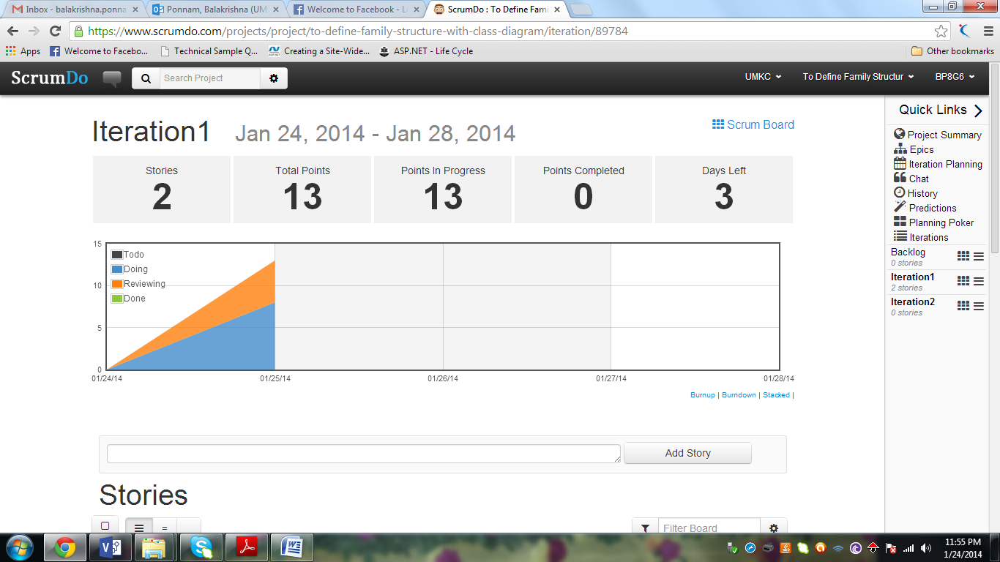 Inbox - balakrishna.ponna
Ponnam, Balakrishna (UM
Welcome to Facebook - L
ScrumDo : To Define Fami
https://www.scrumdo.com/projects/project/to-define-family-structure-with-class-diagram/iteration/89784
Apps Welcome to Facebo... Technical Sample Q... Creating a Site-Wide... ASP.NET - Life Cycle Other bookmarks
ScrumDo Search Project UMKC To Define Family Structur BP8G6
Iteration1 Jan 24, 2014 - Jan 28, 2014 Scrum Board
Stories Total Points Points In Progress Points Completed Days Left
2 13 13 0 3
15
10
5
0
Todo
Doing
Reviewing
Done
01/24/14 01/25/14 01/26/14 01/27/14 01/28/14
Burnup | Burndown | Stacked |
Add Story
Stories
Filter Board
Quick Links
Project Summary
Epics
Iteration Planning
Chat
History
Predictions
Planning Poker
Iterations
Backlog
0 stories
Iteration1
2 stories
Iteration2
0 stories
11:55 PM
1/24/2014